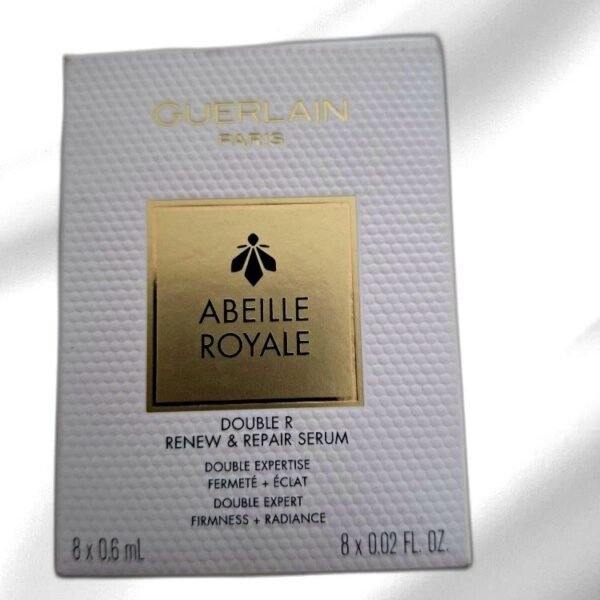 GUERLAIN
PARIS
ABEILLE
ROYALE
DOUBLE R
RENEW & REPAIR SERUM
DOUBLE EXPERTISE
FERMETÉ + ÉCLAT
DOUBLE EXPERT
FIRMNESS + RADIANCE
8 x 0.6 mL 8 x 0.02 FL. OZ.